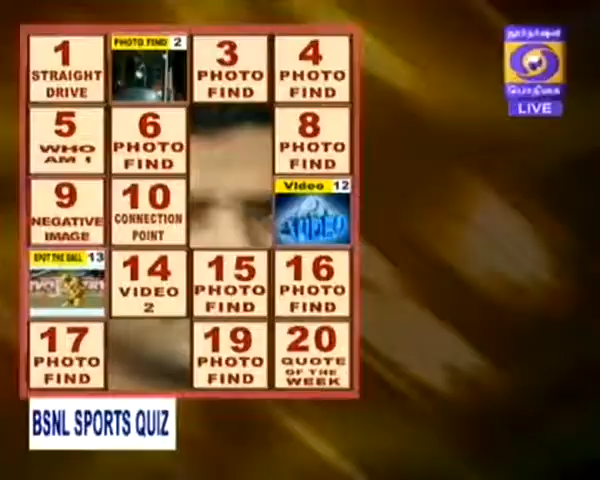 1
STRAIGHT
DRIVE
PHOTO FIND 2
3
PHOTO
FIND
4
PHOTO
FIND
5
WHO
AM I
6
PHOTO
FIND
8
PHOTO
FIND
9
NEGATIVE
IMAGE
10
CONNECTION
POINT
Video 12
VIDEO
SPOT THE BALL 13
14
VIDEO
2
15
PHOTO
FIND
16
PHOTO
FIND
17
PHOTO
FIND
19
PHOTO
FIND
20
QUOTE
OF THE
WEEK
BSNL SPORTS QUIZ
தூர்தர்ஷன்
பொதிகை
LIVE